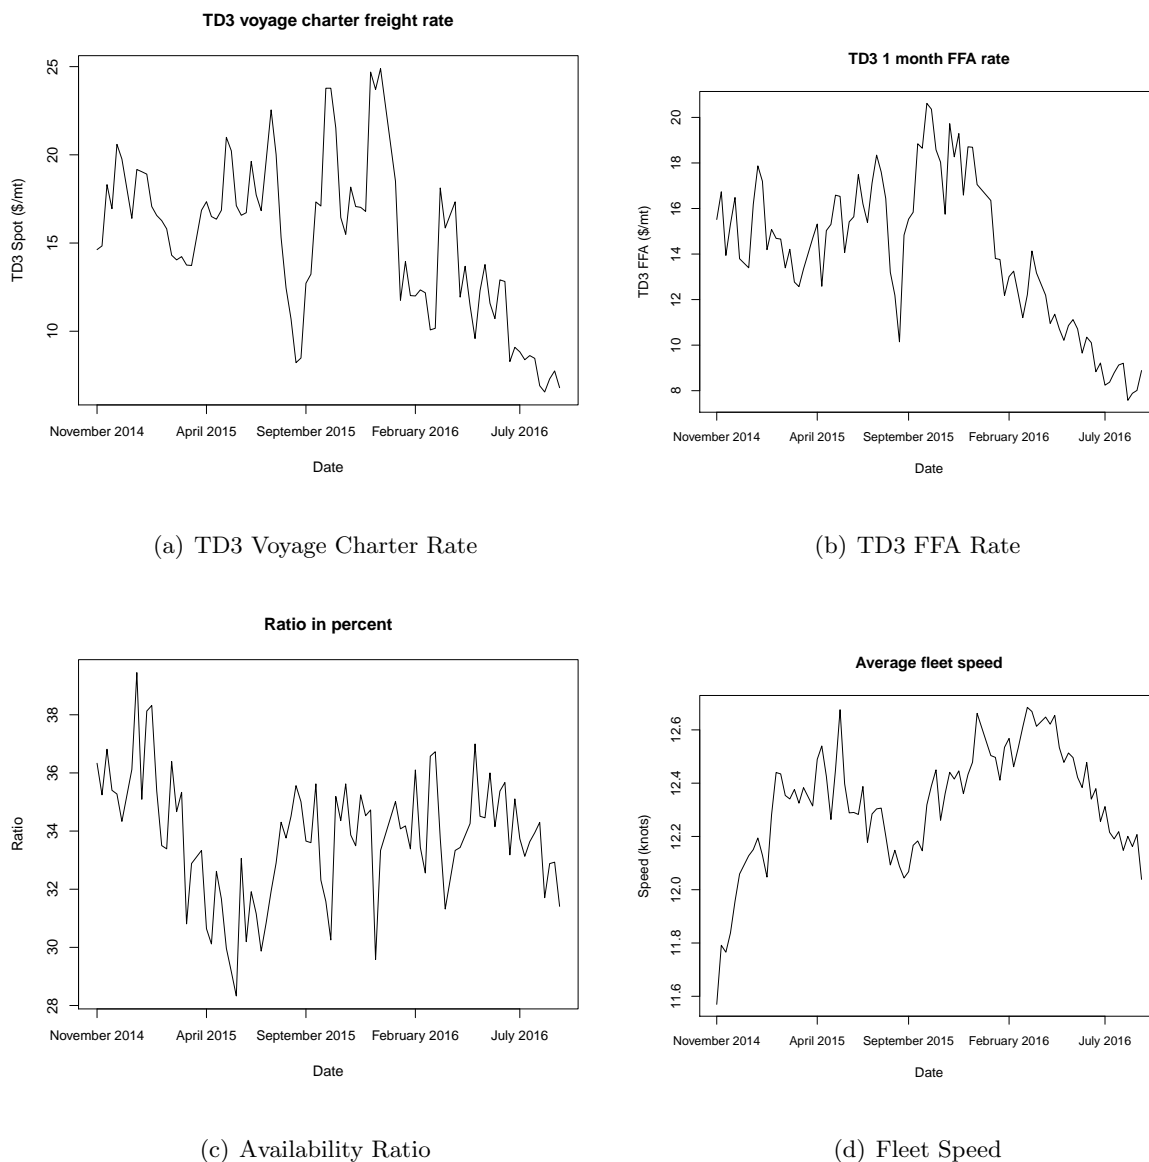 TD3 voyage charter freight rate
TD3 Spot ($/mt)
25
20
15
10
November 2014 April 2015 September 2015 February 2016 July 2016
Date
(a) TD3 Voyage Charter Rate
TD3 1 month FFA rate
TD3 FFA ($/mt)
20
18
16
14
12
10
8
November 2014 April 2015 September 2015 February 2016 July 2016
Date
(b) TD3 FFA Rate
Ratio in percent
Ratio
38
36
34
32
30
28
November 2014 April 2015 September 2015 February 2016 July 2016
Date
(c) Availability Ratio
Average fleet speed
Speed (knots)
12.6
12.4
12.2
12.0
11.8
11.6
November 2014 April 2015 September 2015 February 2016 July 2016
Date
(d) Fleet Speed